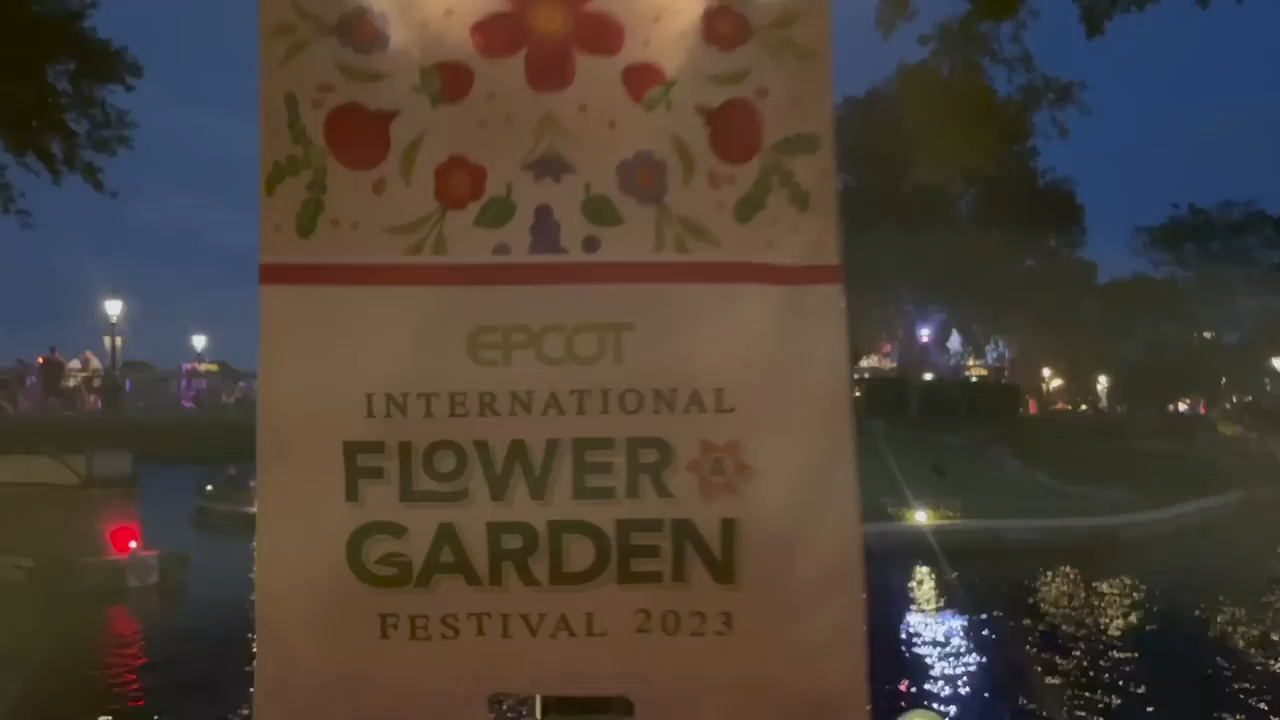 EPCOT
INTERNATIONAL
FLOWER &
GARDEN
FESTIVAL 2023